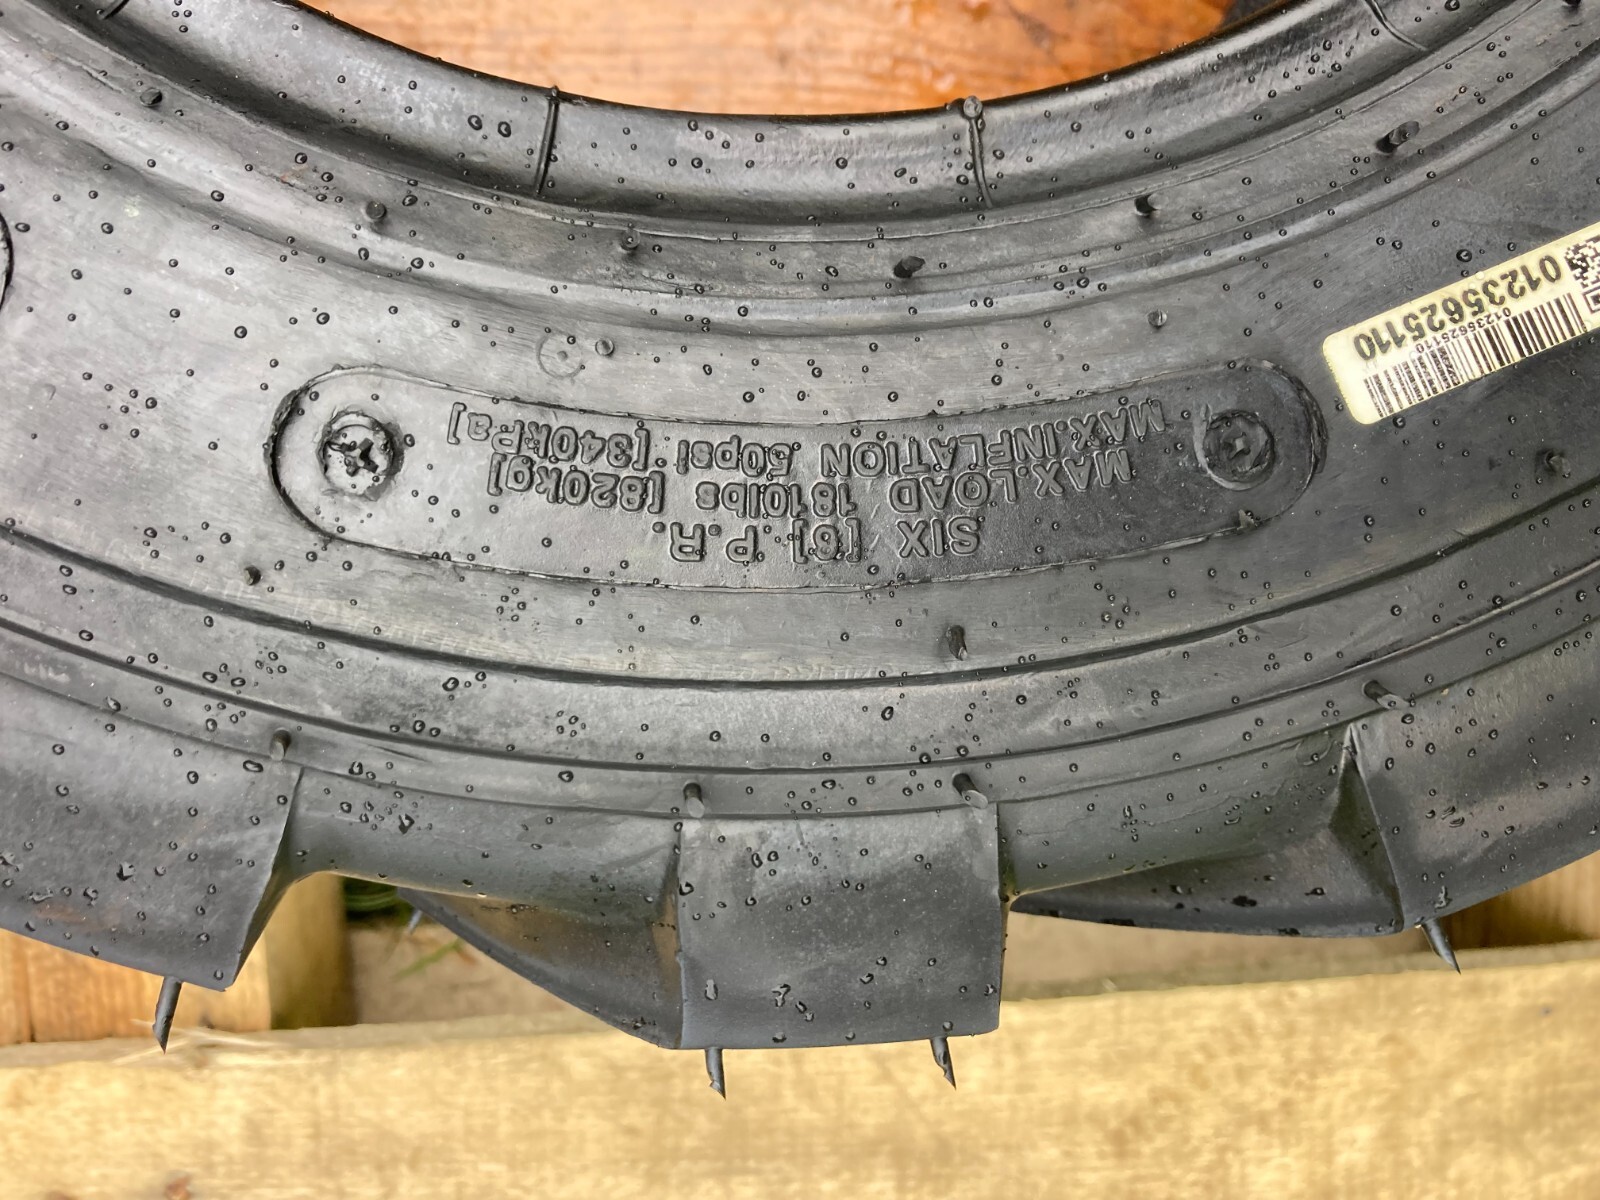 SIX [6] P.R.
MAX.LOAD 1810lbs [820kg]
MAX.INFLATION 50psi [340kPa]
01235625110
01235625110